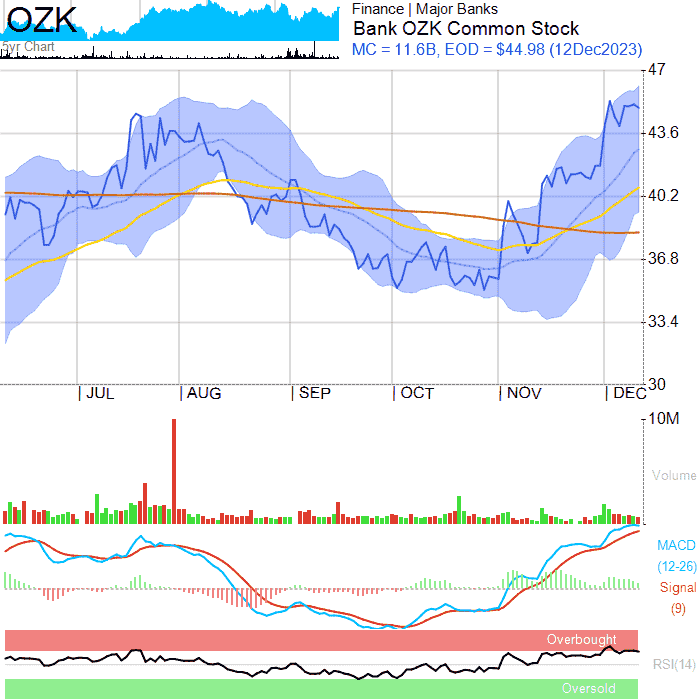 OZK
5yr Chart
Finance | Major Banks
Bank OZK Common Stock
MC = 11.6B, EOD = $44.98 (12Dec2023)
47
43.6
40.2
36.8
33.4
30
| JUL | AUG | SEP | OCT | NOV | DEC
10M
Volume
MACD
(12-26)
Signal
(9)
Overbought
RSI(14)
Oversold